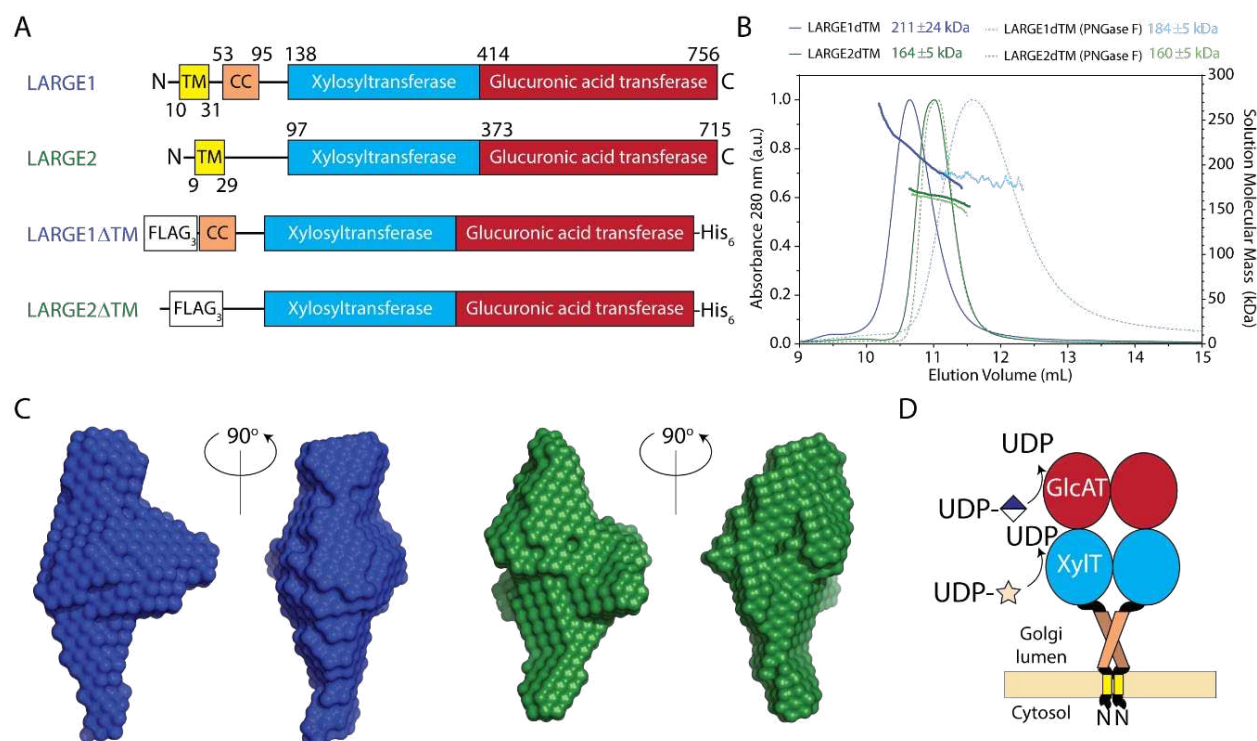 A
53 95 138 414 756
LARGE1 N TM CC Xylosyltransferase Glucuronic acid transferase C
10 31
97 373 715
LARGE2 N TM Xylosyltransferase Glucuronic acid transferase C
9 29
LARGE1ΔTM FLAG3 CC Xylosyltransferase Glucuronic acid transferase -His6
LARGE2ΔTM FLAG3 Xylosyltransferase Glucuronic acid transferase -His6
B
LARGE1dTM 211±24 kDa LARGE1dTM (PNGase F) 184±5 kDa
LARGE2dTM 164±5 kDa LARGE2dTM (PNGase F) 160±5 kDa
Absorbance 280 nm (a.u.)
1.0
0.8
0.6
0.4
0.2
0.0
300
250
200
150
100
50
0
Solution Molecular Mass (kDa)
9 10 11 12 13 14 15
Elution Volume (mL)
C
90°
90°
D
UDP
GlcAT
UDP-
UDP
XylT
UDP-
Golgi
lumen
Cytosol
N N